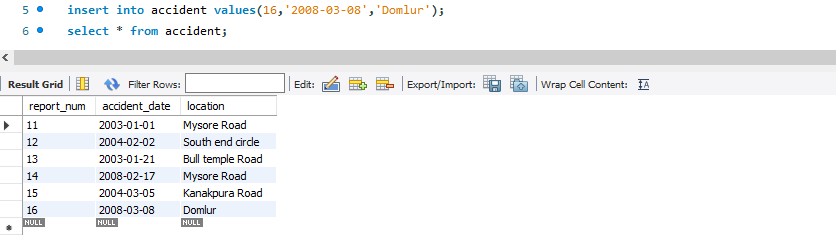 5 insert into accident values(16,'2008-03-08','Domlur');
6 select * from accident;
Result Grid Filter Rows: Edit: Export/Import: Wrap Cell Content:
report_num accident_date location
11 2003-01-01 Mysore Road
12 2004-02-02 South end circle
13 2003-01-21 Bull temple Road
14 2008-02-17 Mysore Road
15 2004-03-05 Kanakpura Road
16 2008-03-08 Domlur
NULL NULL NULL